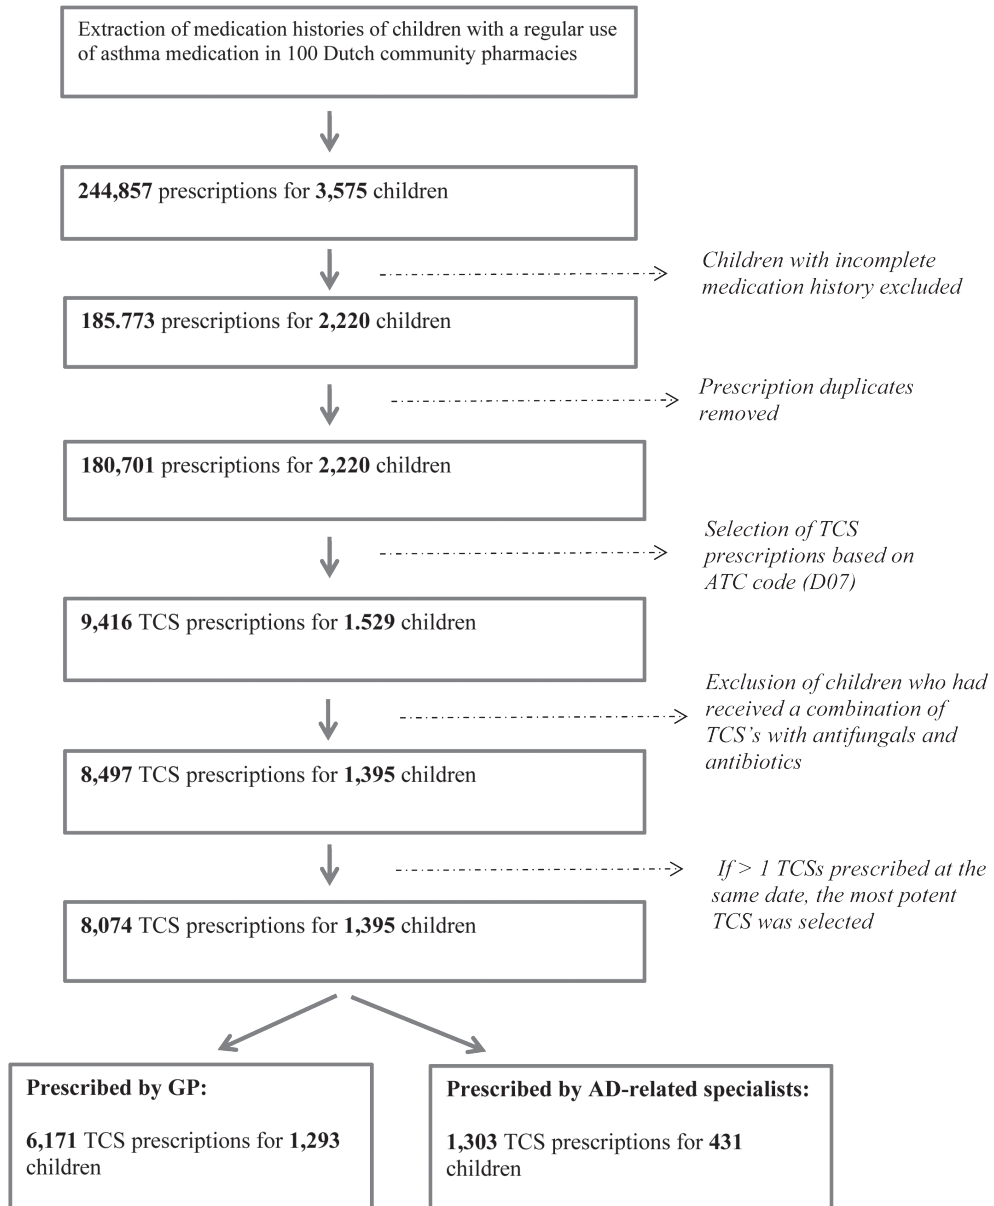 Extraction of medication histories of children with a regular use
of asthma medication in 100 Dutch community pharmacies
244,857 prescriptions for 3,575 children
Children with incomplete
medication history excluded
185.773 prescriptions for 2,220 children
Prescription duplicates
removed
180,701 prescriptions for 2,220 children
Selection of TCS
prescriptions based on
ATC code (D07)
9,416 TCS prescriptions for 1.529 children
Exclusion of children who had
received a combination of
TCS’s with antifungals and
antibiotics
8,497 TCS prescriptions for 1,395 children
If > 1 TCSs prescribed at the
same date, the most potent
TCS was selected
8,074 TCS prescriptions for 1,395 children
Prescribed by GP:
6,171 TCS prescriptions for 1,293
children
Prescribed by AD-related specialists:
1,303 TCS prescriptions for 431
children